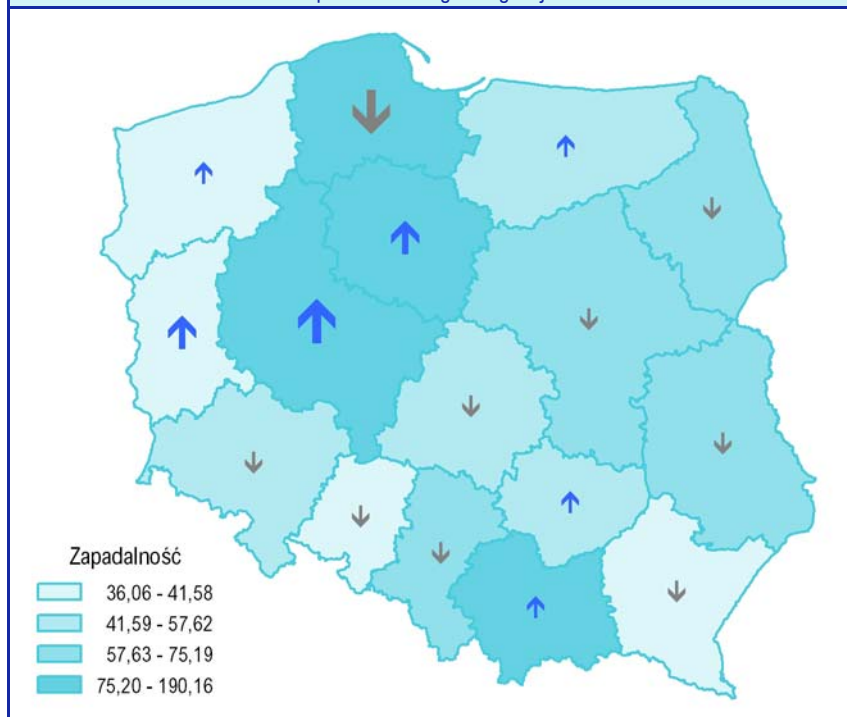 Zapadalność
36,06 - 41,58
41,59 - 57,62
57,63 - 75,19
75,20 - 190,16